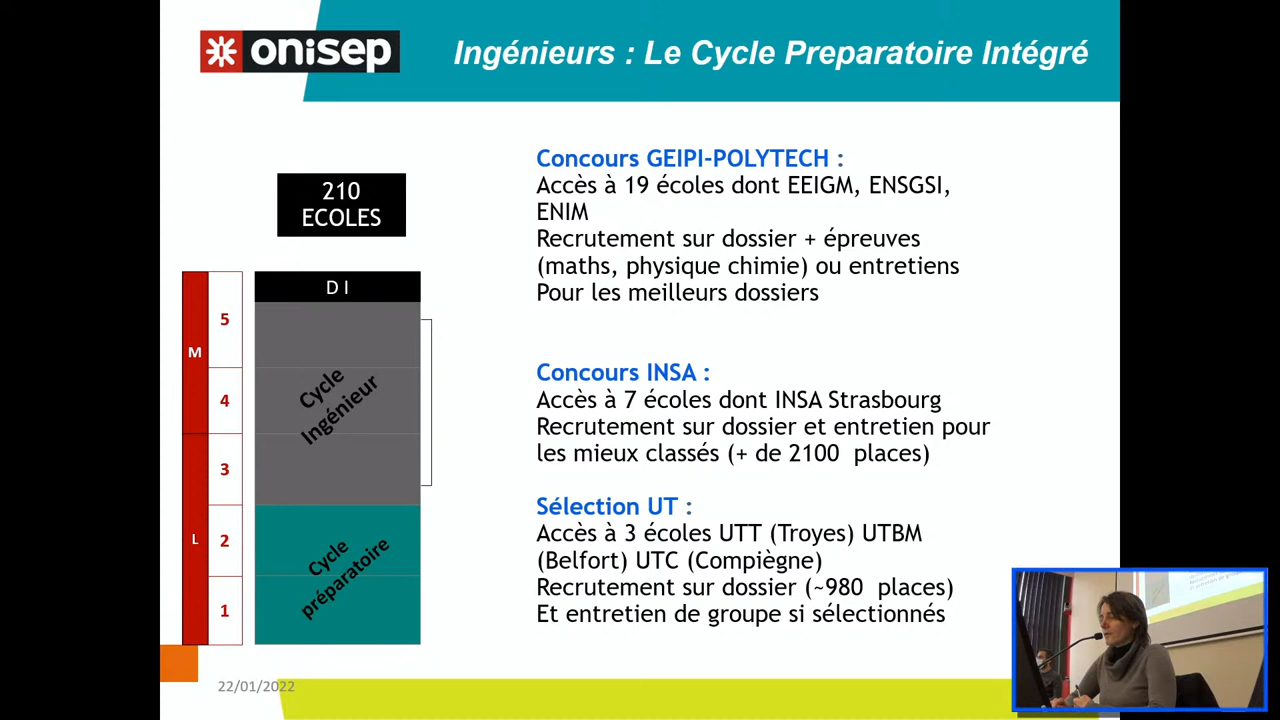 onisep
Ingénieurs : Le Cycle Preparatoire Intégré
210
ECOLES
D I
M
L
5
4
3
2
1
Cycle
Ingénieur
Cycle
préparatoire
Concours GEIPI-POLYTECH :
Accès à 19 écoles dont EEIGM, ENSGSI,
ENIM
Recrutement sur dossier + épreuves
(maths, physique chimie) ou entretiens
Pour les meilleurs dossiers
Concours INSA :
Accès à 7 écoles dont INSA Strasbourg
Recrutement sur dossier et entretien pour
les mieux classés (+ de 2100 places)
Sélection UT :
Accès à 3 écoles UTT (Troyes) UTBM
(Belfort) UTC (Compiègne)
Recrutement sur dossier (~980 places)
Et entretien de groupe si sélectionnés
22/01/2022